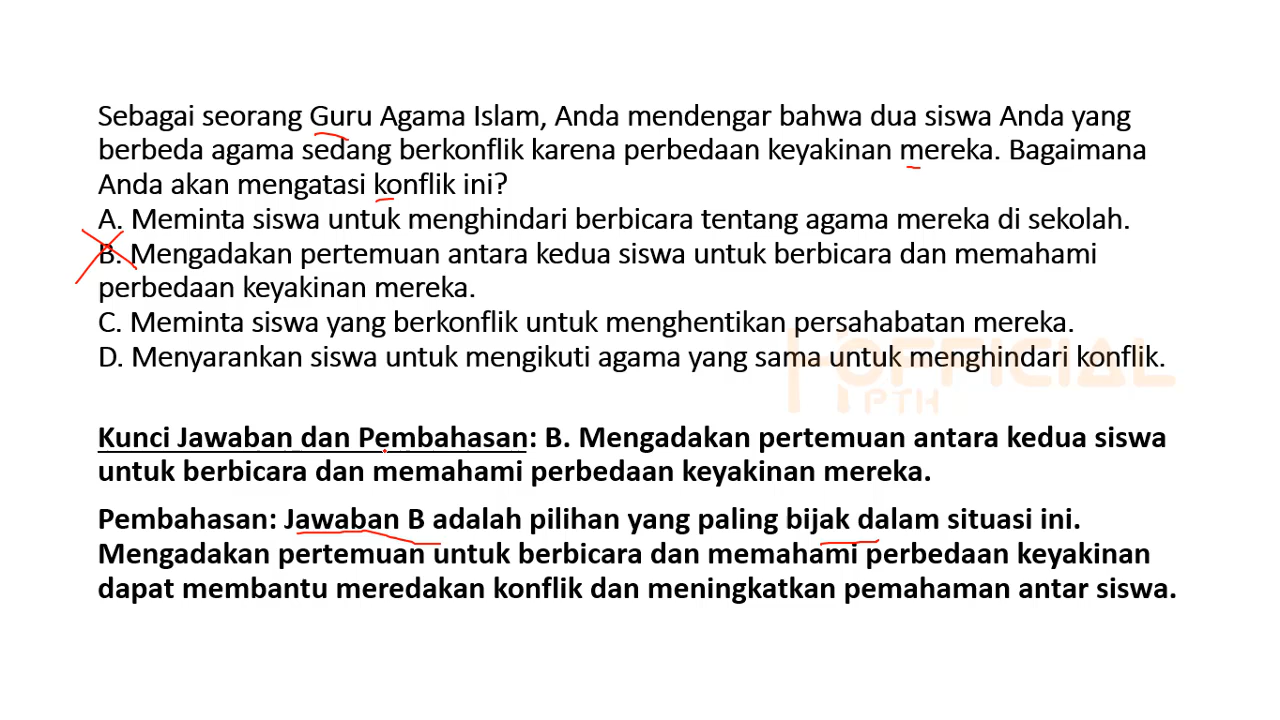 Sebagai seorang Guru Agama Islam, Anda mendengar bahwa dua siswa Anda yang
berbeda agama sedang berkonflik karena perbedaan keyakinan mereka. Bagaimana
Anda akan mengatasi konflik ini?
A. Meminta siswa untuk menghindari berbicara tentang agama mereka di sekolah.
B. Mengadakan pertemuan antara kedua siswa untuk berbicara dan memahami
perbedaan keyakinan mereka.
C. Meminta siswa yang berkonflik untuk menghentikan persahabatan mereka.
D. Menyarankan siswa untuk mengikuti agama yang sama untuk menghindari konflik.
OFFICIAL
PTH
Kunci Jawaban dan Pembahasan: B. Mengadakan pertemuan antara kedua siswa
untuk berbicara dan memahami perbedaan keyakinan mereka.
Pembahasan: Jawaban B adalah pilihan yang paling bijak dalam situasi ini.
Mengadakan pertemuan untuk berbicara dan memahami perbedaan keyakinan
dapat membantu meredakan konflik dan meningkatkan pemahaman antar siswa.